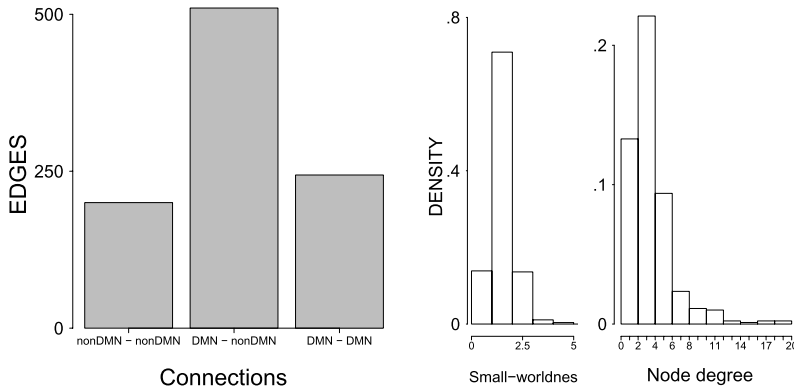 500
250
0
EDGES
nonDMN − nonDMN
DMN − nonDMN
DMN − DMN
Connections
.8
.4
0
DENSITY
0
2.5
5
Small−worldnes
.2
.1
0
0 2 4 6 8 11 14 17 20
Node degree